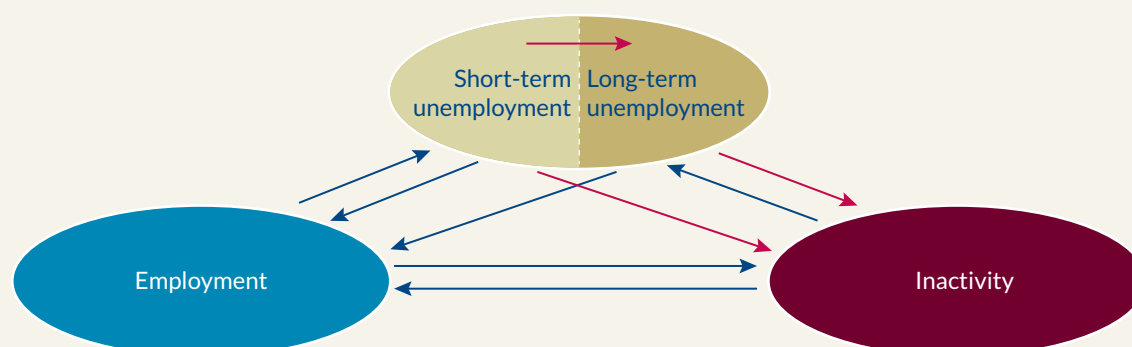 Short-term
unemployment
Long-term
unemployment
Employment
Inactivity